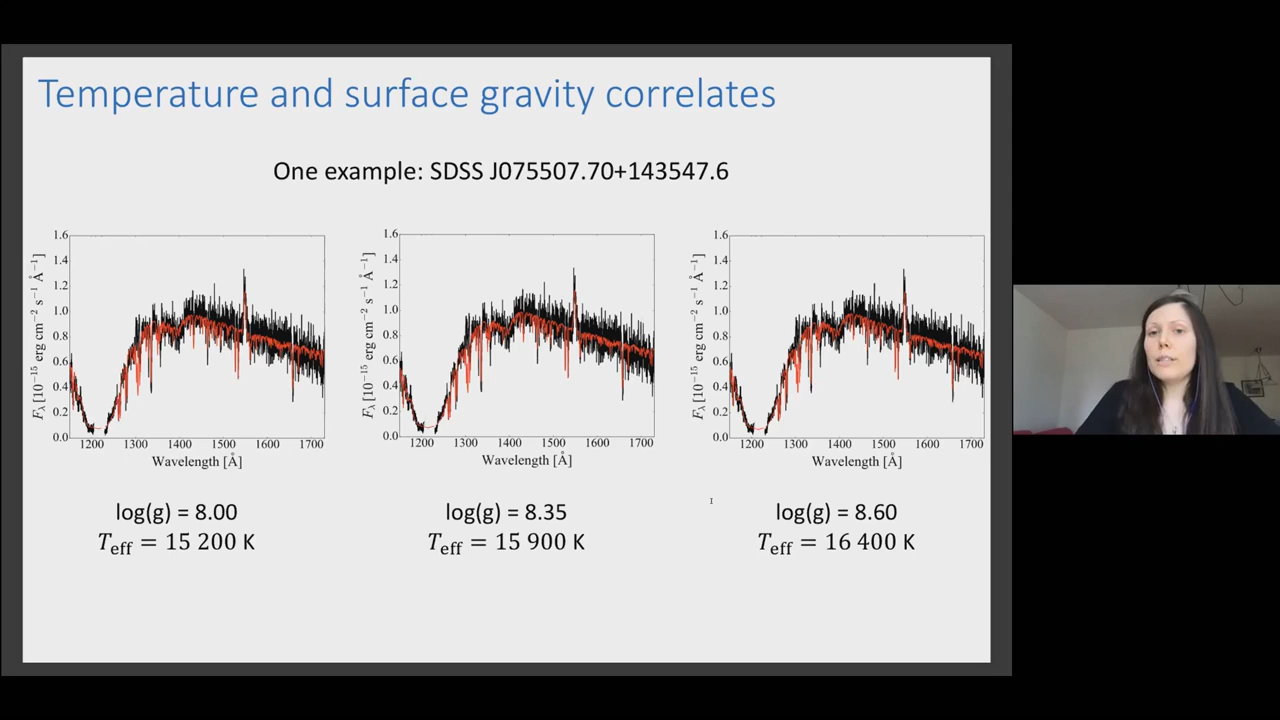 Temperature and surface gravity correlates
One example: SDSS J075507.70+143547.6
1.6
1.4
1.2
1.0
0.8
0.6
0.4
0.2
0.0
F_λ [10⁻¹⁵ erg cm⁻² s⁻¹ Å⁻¹]
1200 1300 1400 1500 1600 1700
Wavelength [Å]
1.6
1.4
1.2
1.0
0.8
0.6
0.4
0.2
0.0
F_λ [10⁻¹⁵ erg cm⁻² s⁻¹ Å⁻¹]
1200 1300 1400 1500 1600 1700
Wavelength [Å]
1.6
1.4
1.2
1.0
0.8
0.6
0.4
0.2
0.0
F_λ [10⁻¹⁵ erg cm⁻² s⁻¹ Å⁻¹]
1200 1300 1400 1500 1600 1700
Wavelength [Å]
log(g) = 8.00
T_eff = 15 200 K
log(g) = 8.35
T_eff = 15 900 K
log(g) = 8.60
T_eff = 16 400 K